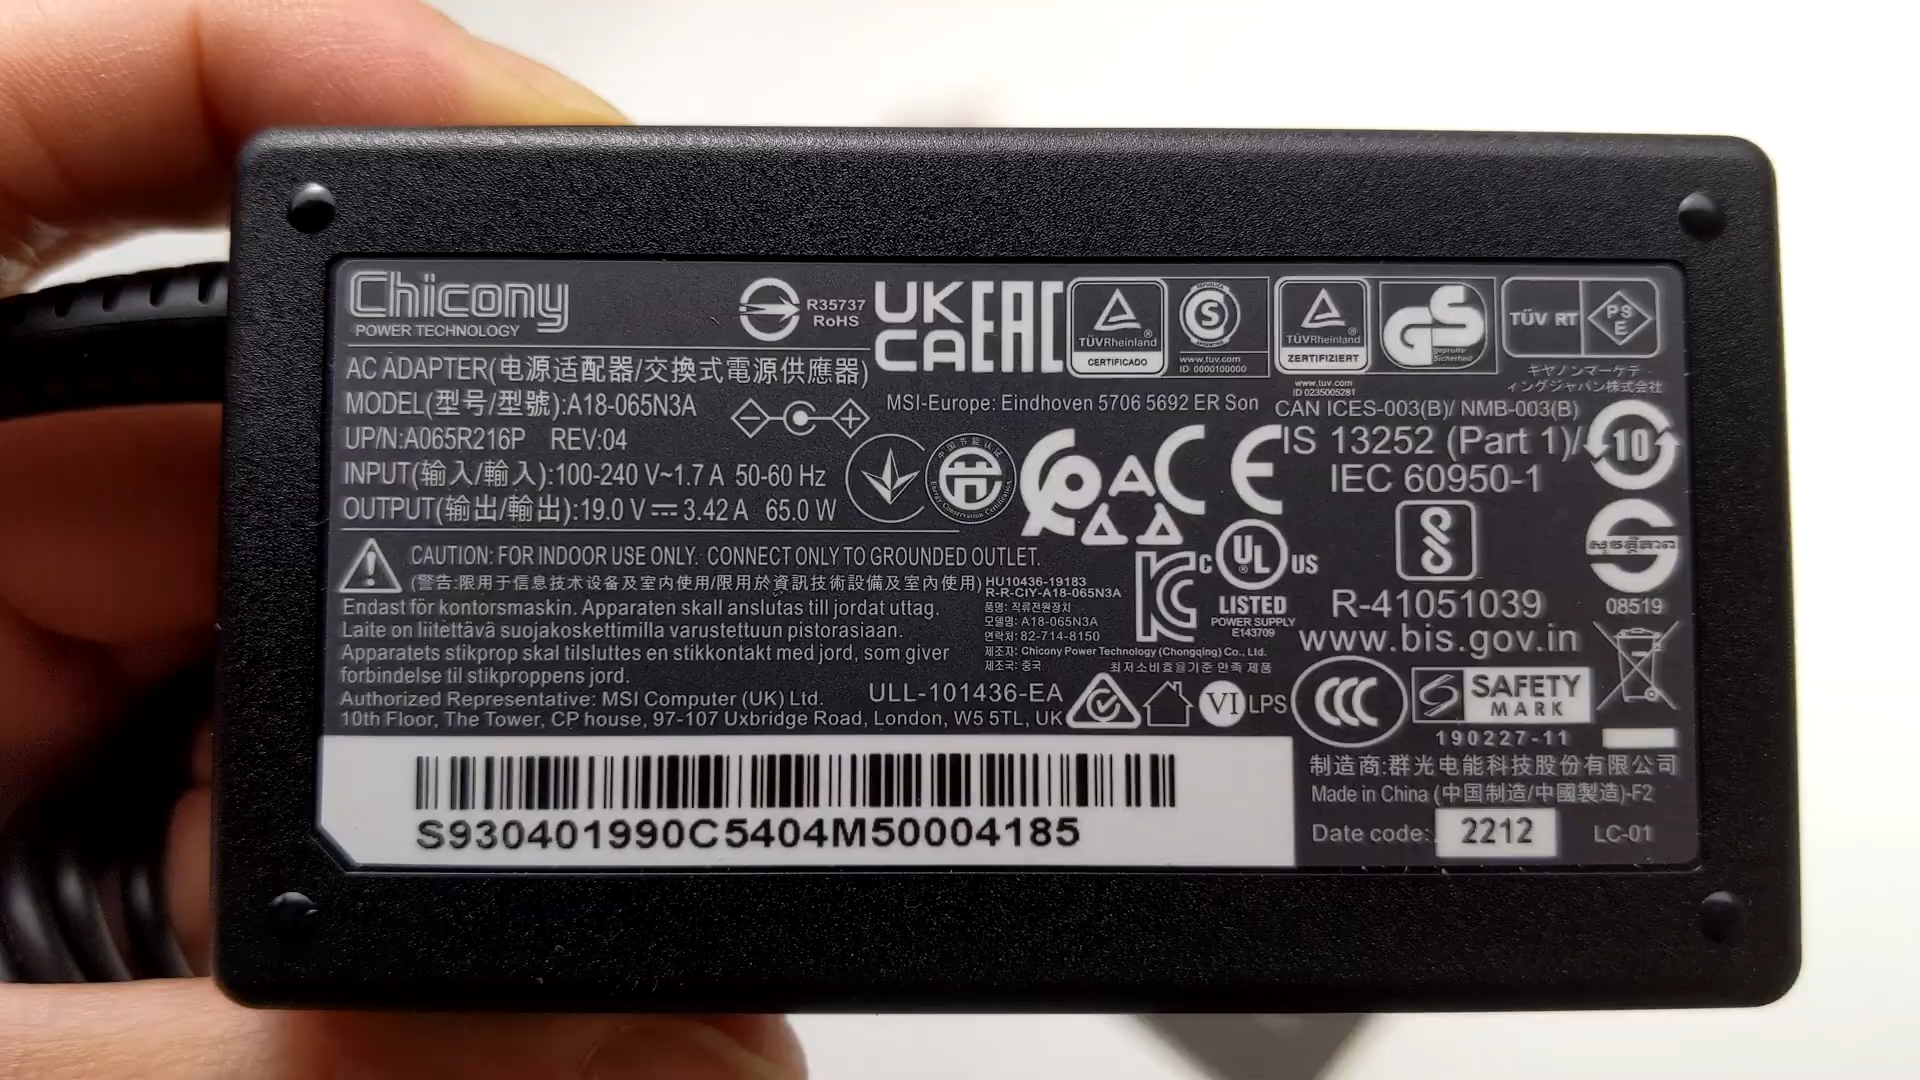 Chicony
POWER TECHNOLOGY
R35737
RoHS
UK
CA
EAC
TÜVRheinland®
CERTIFICADO
REPUBLICA
S
ARGENTINA
www.tuv.com
ID 0000100000
TÜVRheinland®
ZERTIFIZIERT
www.tuv.com
ID 0235005281
GS
geprüfte
Sicherheit
TÜV RT
PS
E
キヤノンマーケテ
ィングジャパン株式会社
AC ADAPTER(电源适配器/交換式電源供應器)
MODEL(型号/型號):A18-065N3A
UP/N:A065R216P REV:04
INPUT(输入/輸入):100-240 V~1.7 A 50-60 Hz
OUTPUT(输出/輸出):19.0 V⎓3.42 A 65.0 W
MSI-Europe: Eindhoven 5706 5692 ER Son
CAN ICES-003(B)/ NMB-003(B)
中国节能认证
Energy Conservation Certification
CE
IS 13252 (Part 1)/
IEC 60950-1
10
CAUTION: FOR INDOOR USE ONLY. CONNECT ONLY TO GROUNDED OUTLET.
(警告:限用于信息技术设备及室内使用/限用於資訊技術設備及室內使用)
Endast för kontorsmaskin. Apparaten skall anslutas till jordat uttag.
Laite on liitettävä suojakoskettimilla varustettuun pistorasiaan.
Apparatets stikprop skal tilsluttes en stikkontakt med jord, som giver
forbindelse til stikproppens jord.
Authorized Representative: MSI Computer (UK) Ltd.
10th Floor, The Tower, CP house, 97-107 Uxbridge Road, London, W5 5TL, UK
HU10436-19183
R-R-CIY-A18-065N3A
품명: 직류전원장치
모델명: A18-065N3A
연락처: 82-714-8150
제조자: Chicony Power Technology (Chongqing) Co., Ltd.
제조국: 중국
최저소비효율기준 만족 제품
C UL US
LISTED
POWER SUPPLY
E143709
R-41051039
www.bis.gov.in
08519
ULL-101436-EA
VI
LPS
CCC
SAFETY
MARK
190227-11
S930401990C5404M50004185
制造商:群光电能科技股份有限公司
Made in China (中国制造/中國製造)-F2
Date code: 2212 LC-01